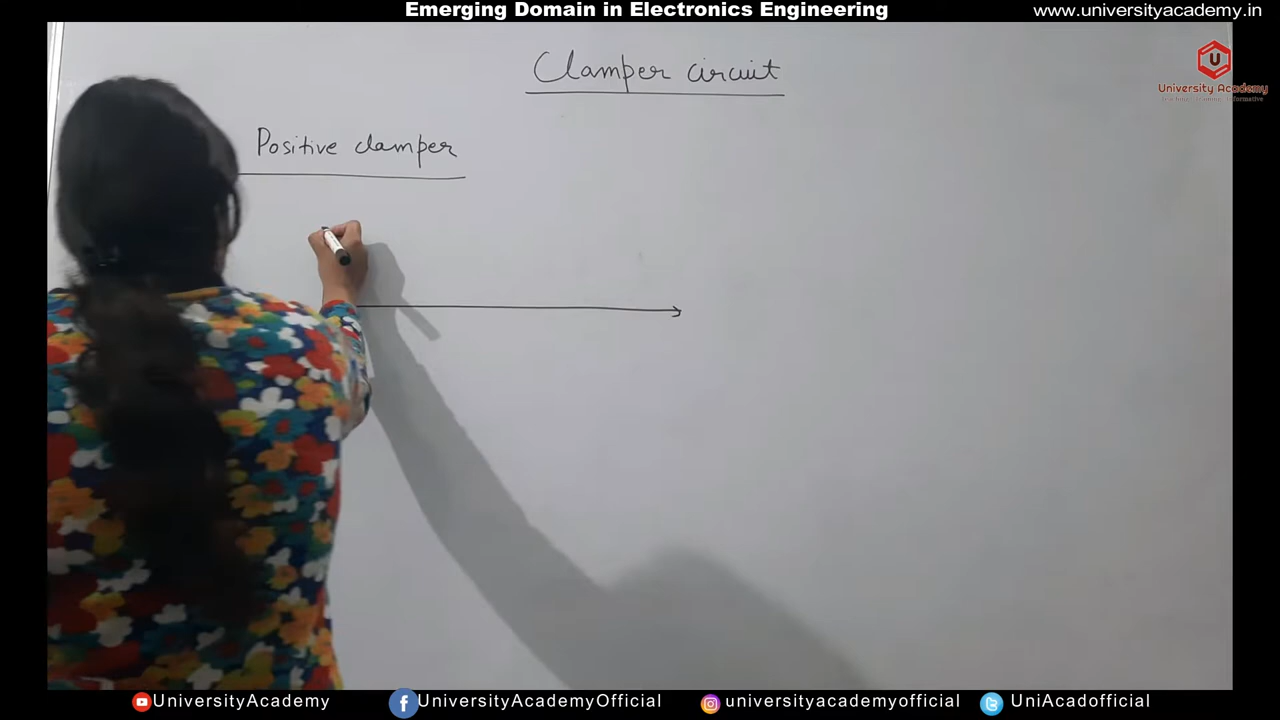 Emerging Domain in Electronics Engineering
www.universityacademy.in
Clamper circuit
U
University Academy
Positive clamper
UniversityAcademy
UniversityAcademyOfficial
universityacademyofficial
UniAcadofficial